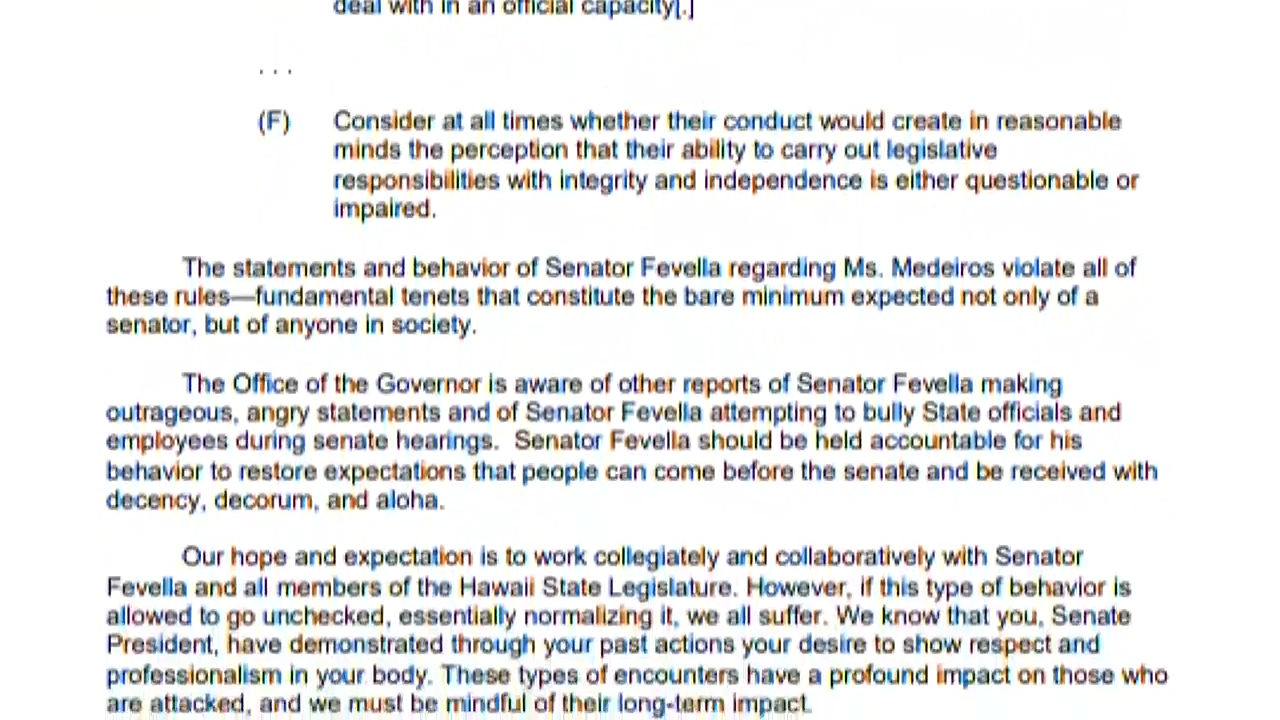 deal with in an official capacity[.]
. . .
(F) Consider at all times whether their conduct would create in reasonable
minds the perception that their ability to carry out legislative
responsibilities with integrity and independence is either questionable or
impaired.
The statements and behavior of Senator Fevella regarding Ms. Medeiros violate all of
these rules—fundamental tenets that constitute the bare minimum expected not only of a
senator, but of anyone in society.
The Office of the Governor is aware of other reports of Senator Fevella making
outrageous, angry statements and of Senator Fevella attempting to bully State officials and
employees during senate hearings.  Senator Fevella should be held accountable for his
behavior to restore expectations that people can come before the senate and be received with
decency, decorum, and aloha.
Our hope and expectation is to work collegiately and collaboratively with Senator
Fevella and all members of the Hawaii State Legislature. However, if this type of behavior is
allowed to go unchecked, essentially normalizing it, we all suffer. We know that you, Senate
President, have demonstrated through your past actions your desire to show respect and
professionalism in your body. These types of encounters have a profound impact on those who
are attacked, and we must be mindful of their long-term impact.